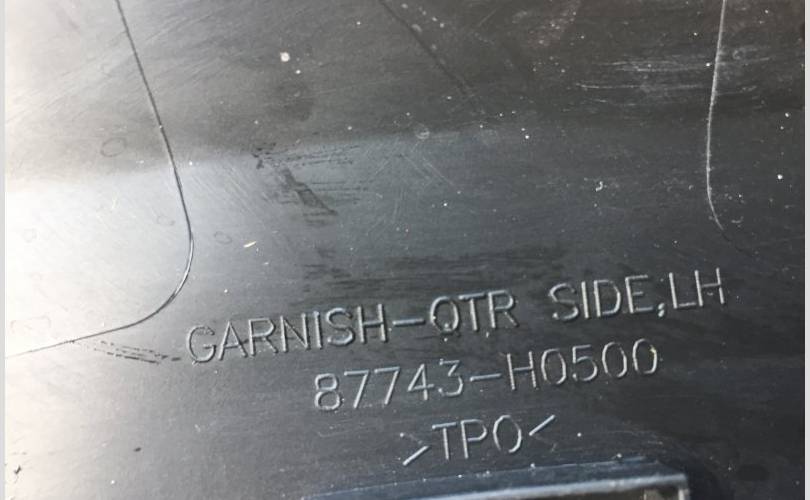 GARNISH-QTR SIDE,LH
87743-H0500
>TPO<